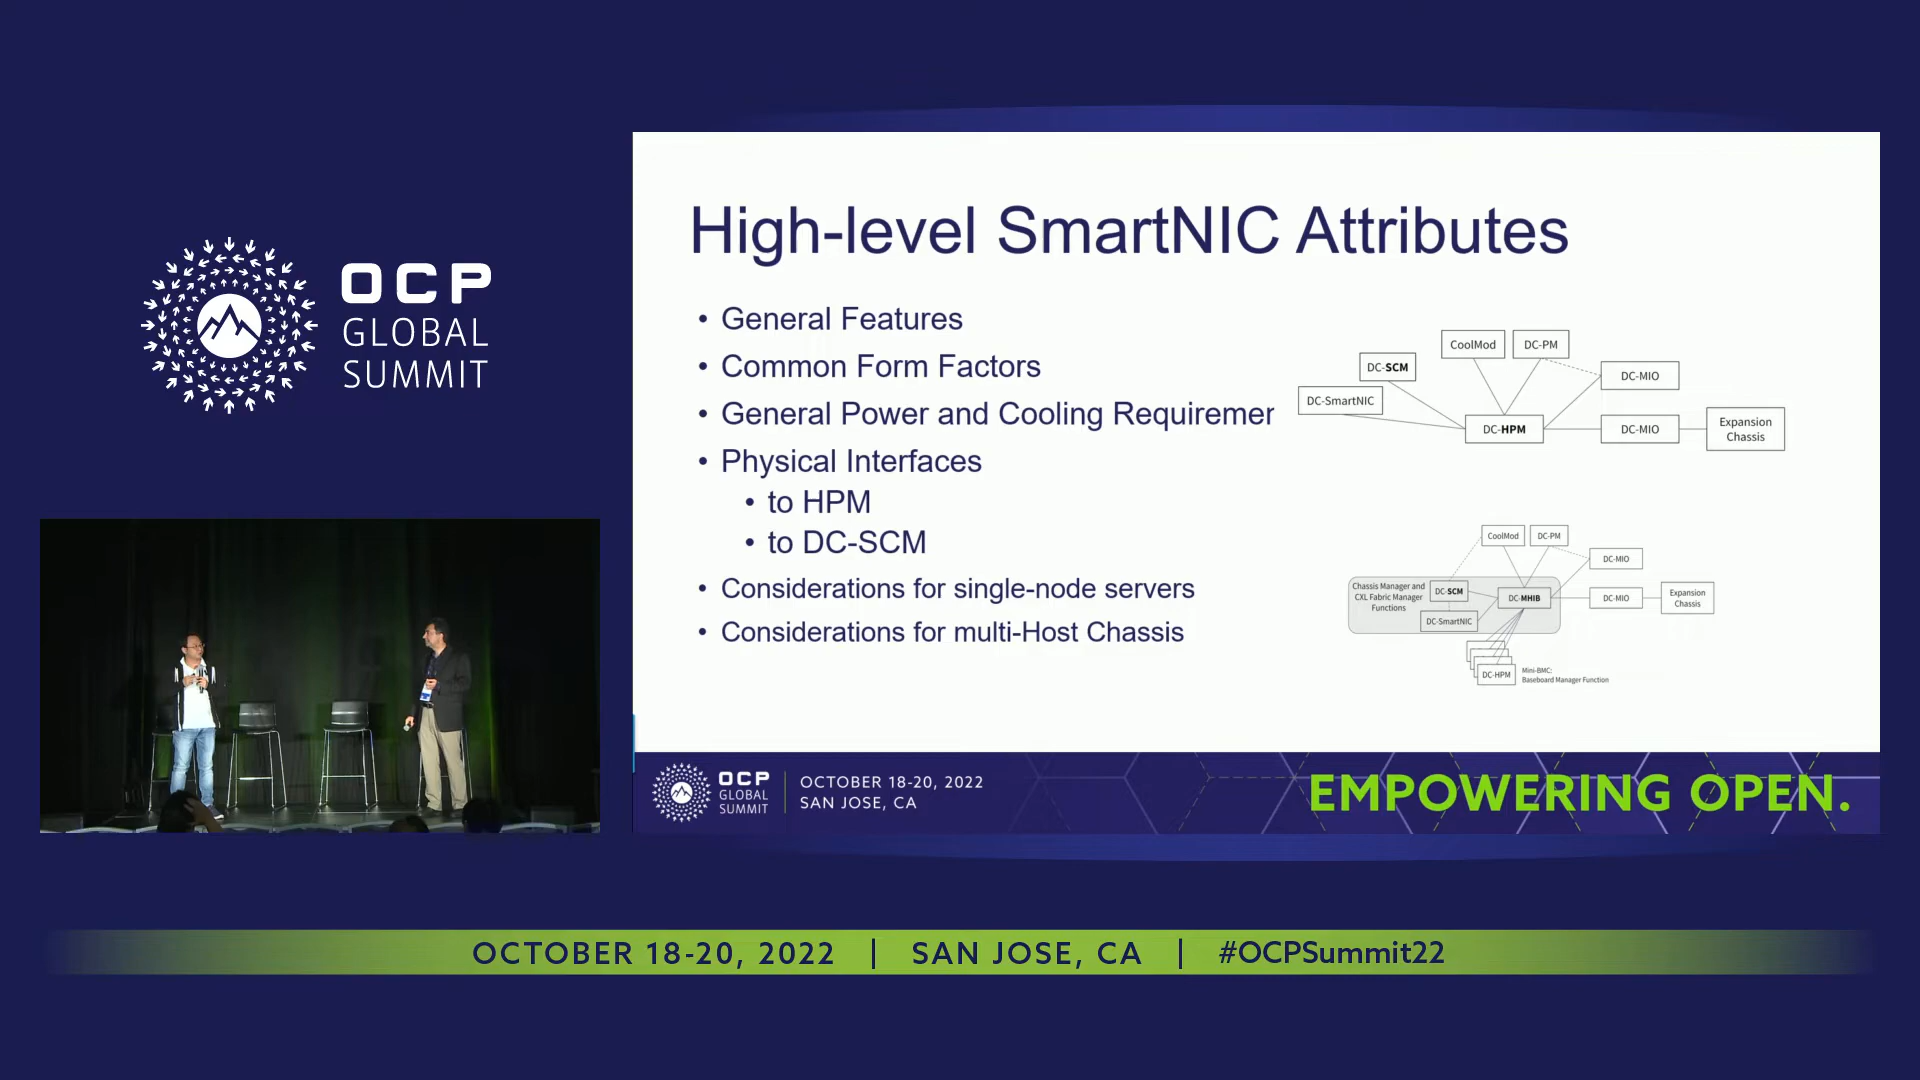 OCP
GLOBAL
SUMMIT
High-level SmartNIC Attributes
• General Features
• Common Form Factors
• General Power and Cooling Requiremer
• Physical Interfaces
• to HPM
• to DC-SCM
• Considerations for single-node servers
• Considerations for multi-Host Chassis
CoolMod
DC-PM
DC-SCM
DC-MIO
DC-SmartNIC
DC-HPM
DC-MIO
Expansion
Chassis
CoolMod
DC-PM
DC-MIO
Chassis Manager and
CXL Fabric Manager
Functions
DC-SCM
DC-MHIB
DC-MIO
Expansion
Chassis
DC-SmartNIC
DC-HPM
Mini-BMC:
Baseboard Manager Function
OCP
GLOBAL
SUMMIT
OCTOBER 18-20, 2022
SAN JOSE, CA
EMPOWERING OPEN.
OCTOBER 18-20, 2022 | SAN JOSE, CA | #OCPSummit22